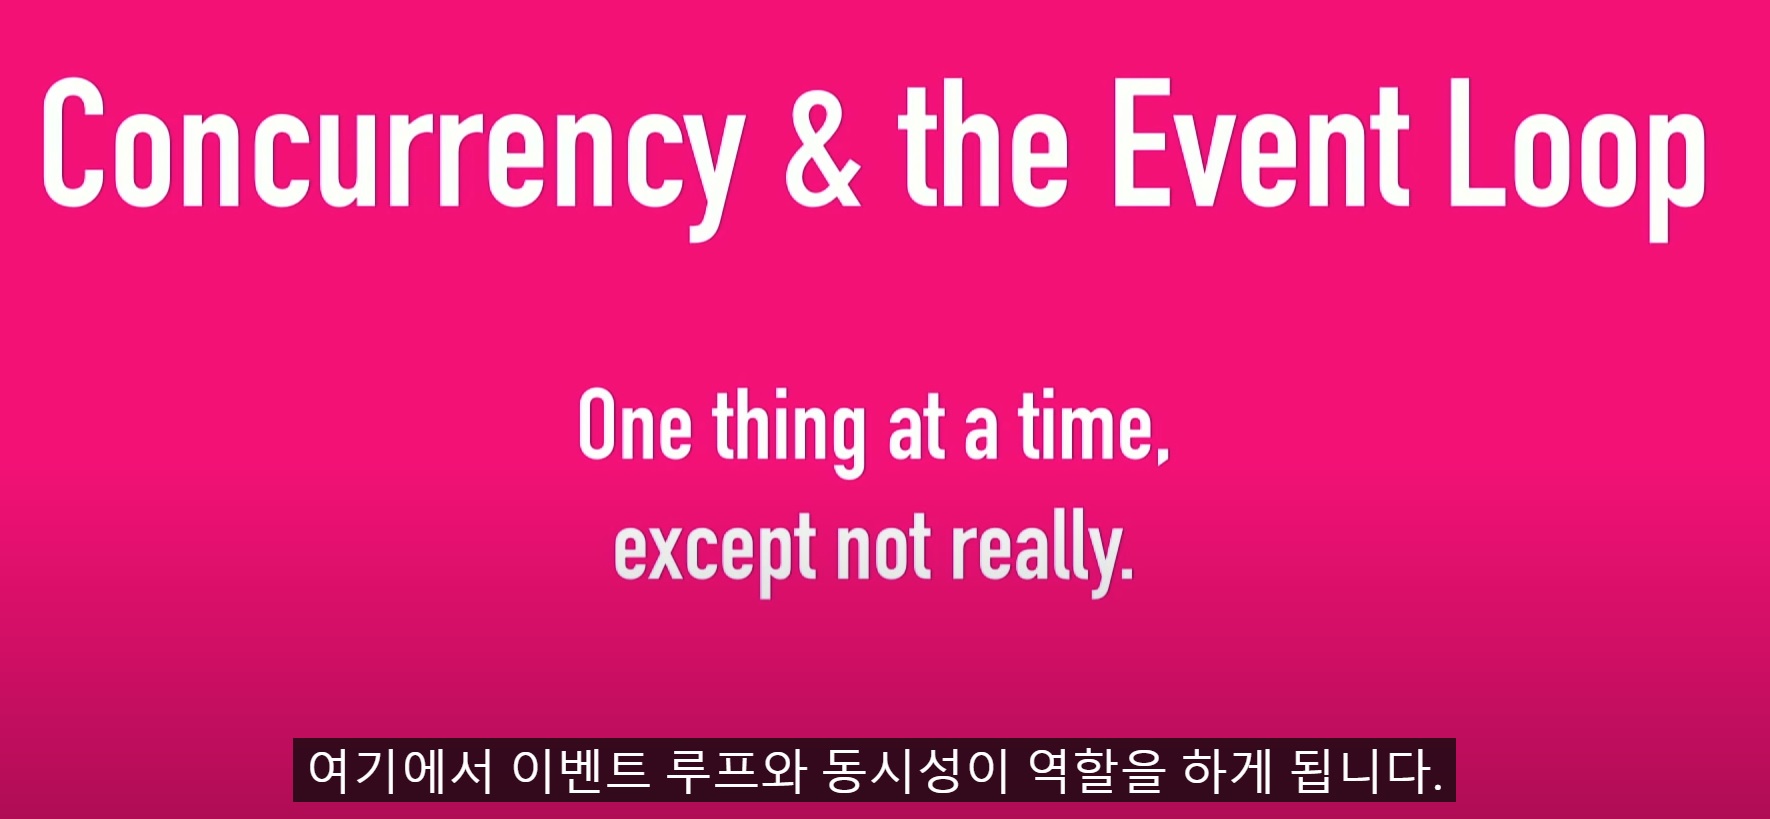 Concurrency & the Event Loop
One thing at a time,
except not really.
여기에서 이벤트 루프와 동시성이 역할을 하게 됩니다.